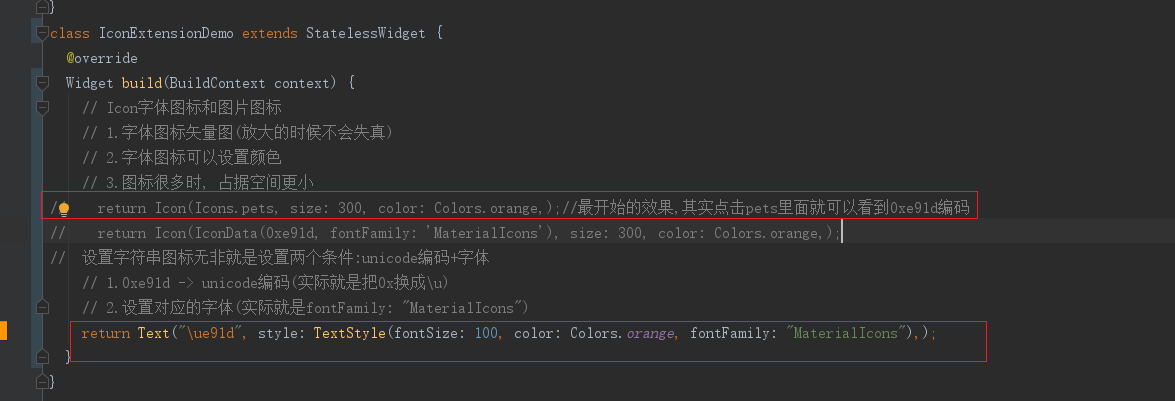 }
class IconExtensionDemo extends StatelessWidget {
@override
Widget build(BuildContext context) {
// Icon字体图标和图片图标
// 1.字体图标矢量图(放大的时候不会失真)
// 2.字体图标可以设置颜色
// 3.图标很多时, 占据空间更小
/ return Icon(Icons.pets, size: 300, color: Colors.orange,);//最开始的效果,其实点击pets里面就可以看到0xe91d编码
// return Icon(IconData(0xe91d, fontFamily: 'MaterialIcons'), size: 300, color: Colors.orange,);
// 设置字符串图标无非就是设置两个条件:unicode编码+字体
// 1.0xe91d -> unicode编码(实际就是把0x换成\u)
// 2.设置对应的字体(实际就是fontFamily: "MaterialIcons")
return Text("\ue91d", style: TextStyle(fontSize: 100, color: Colors.orange, fontFamily: "MaterialIcons"),);
}
}